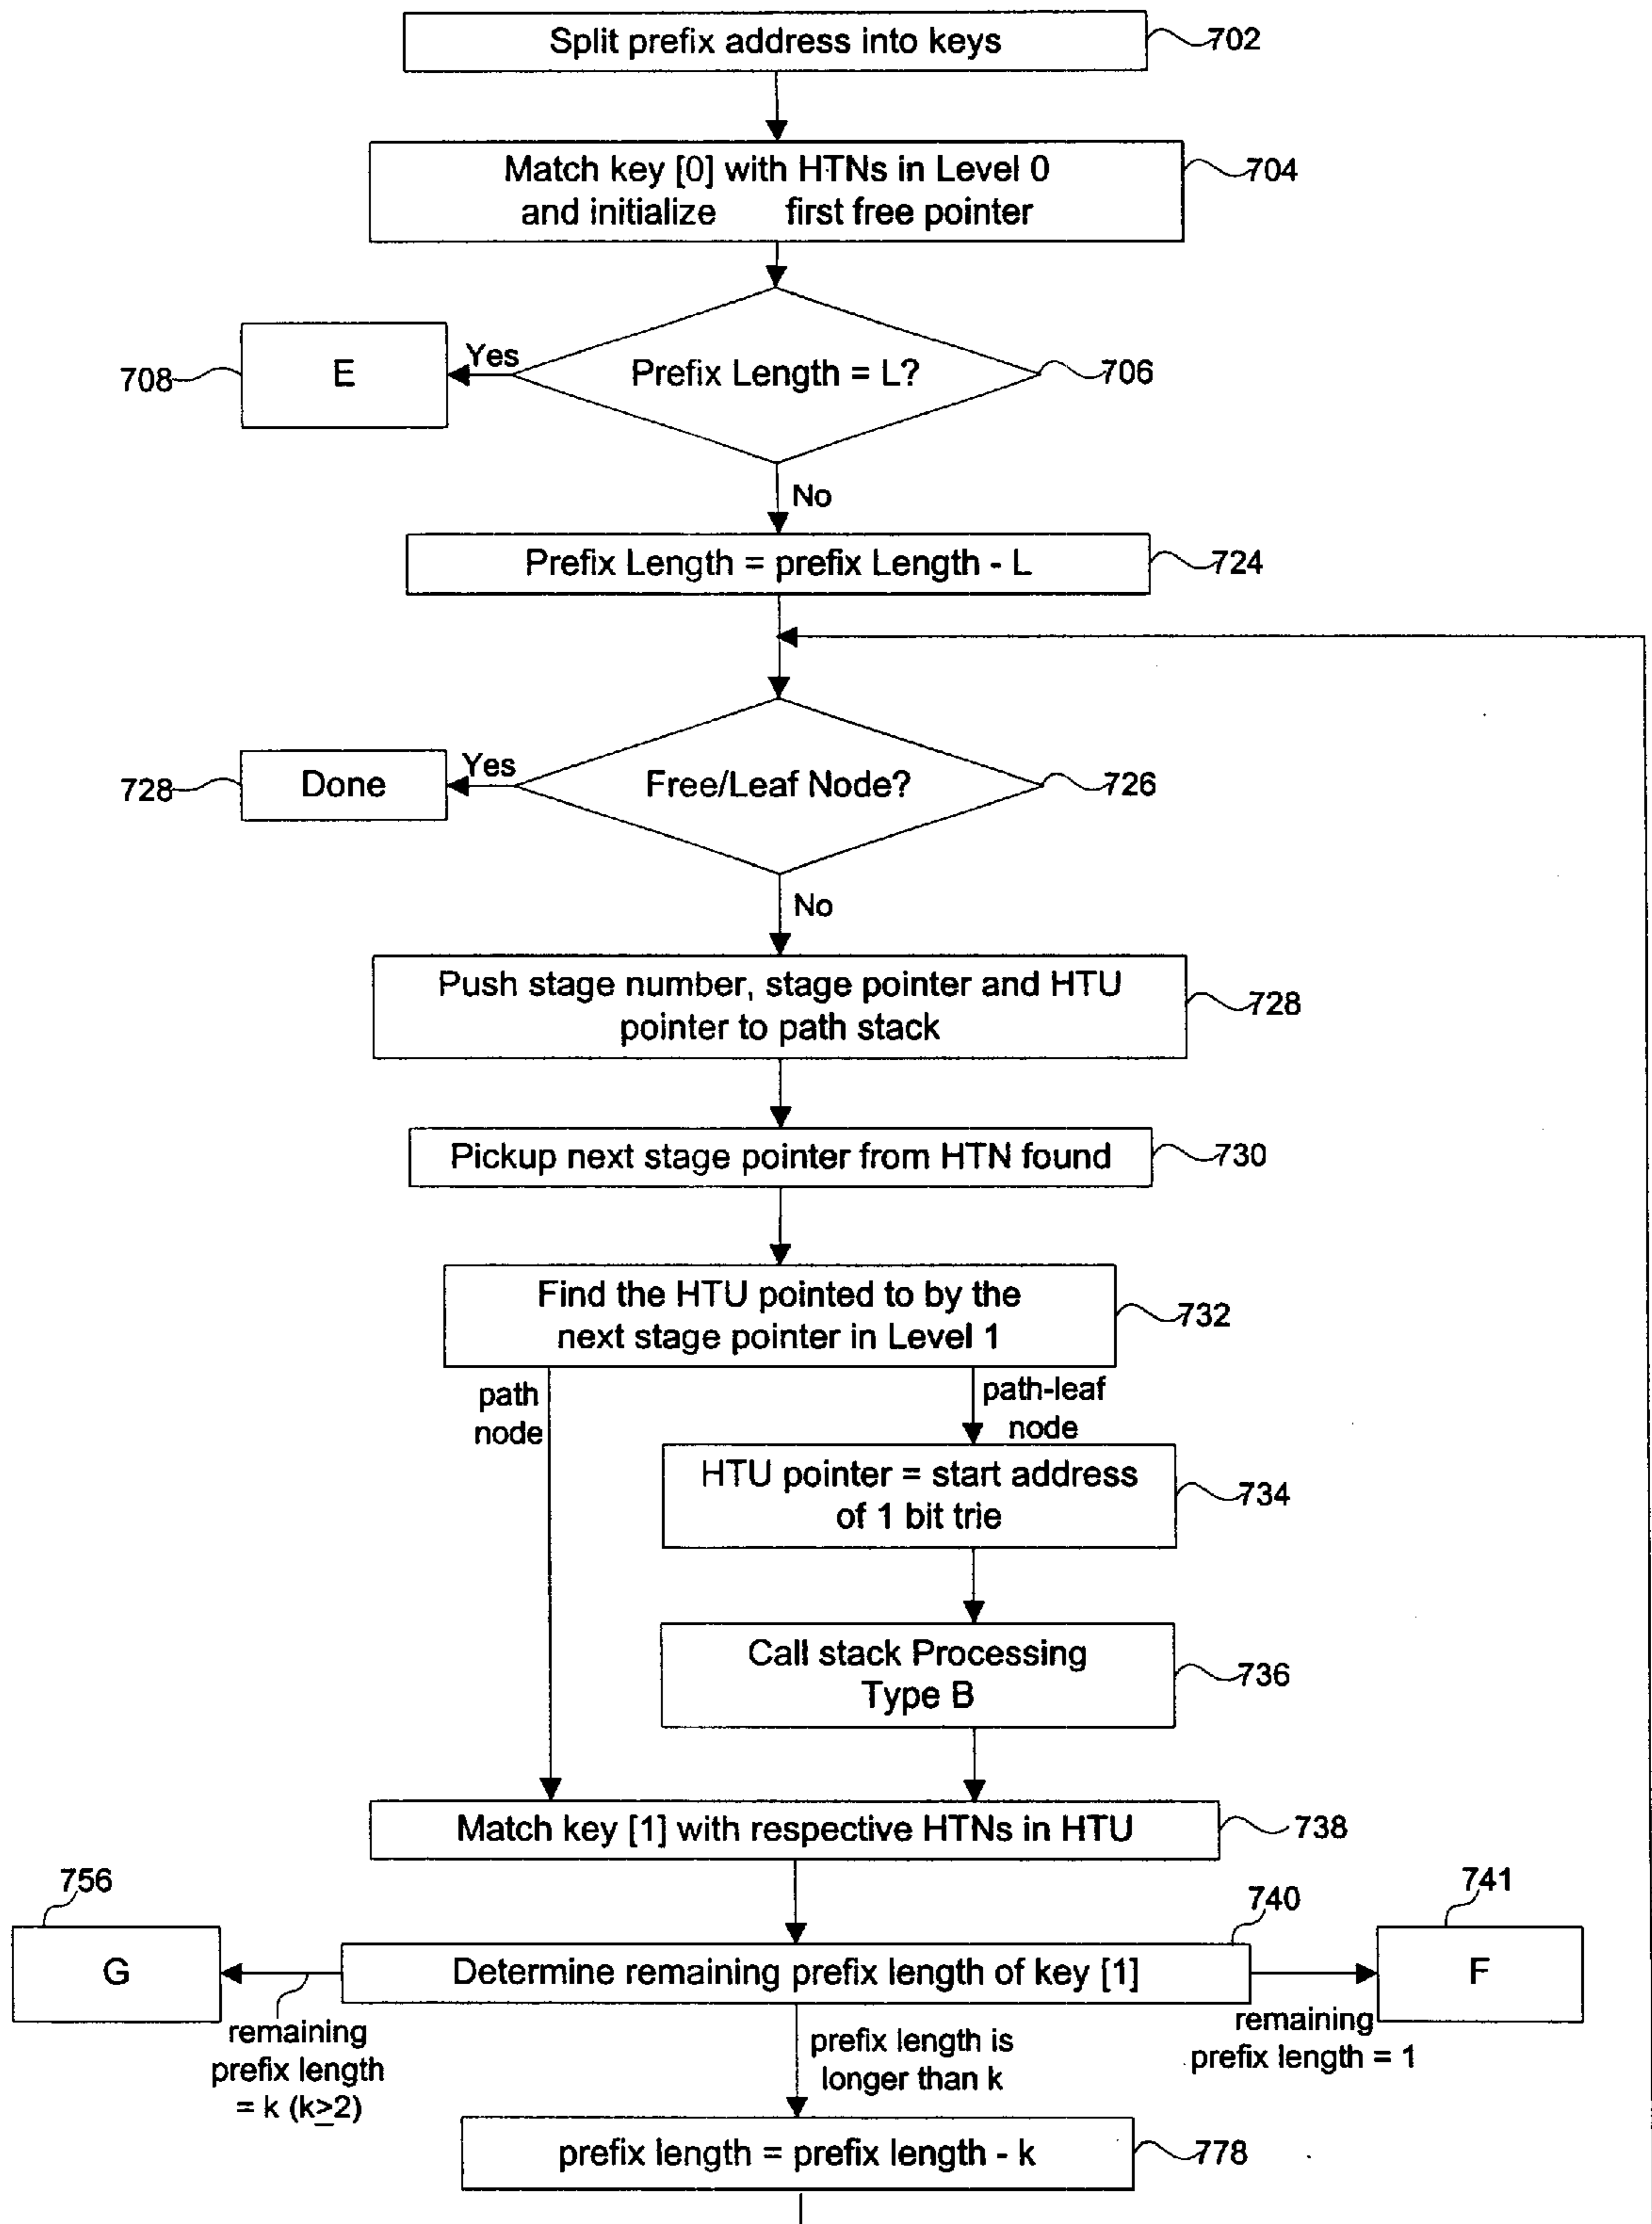 Split prefix address into keys
702
Match key [0] with HTNs in Level 0
and initialize first free pointer
704
E
708
Yes
Prefix Length = L?
706
No
Prefix Length = prefix Length - L
724
Done
728
Yes
Free/Leaf Node?
726
No
Push stage number, stage pointer and HTU
pointer to path stack
728
Pickup next stage pointer from HTN found
730
Find the HTU pointed to by the
next stage pointer in Level 1
732
path
node
path-leaf
node
HTU pointer = start address
of 1 bit trie
734
Call stack Processing
Type B
736
Match key [1] with respective HTNs in HTU
738
756
G
740
Determine remaining prefix length of key [1]
741
F
remaining
prefix length
= k (k≥2)
prefix length is
longer than k
remaining
prefix length = 1
prefix length = prefix length - k
778